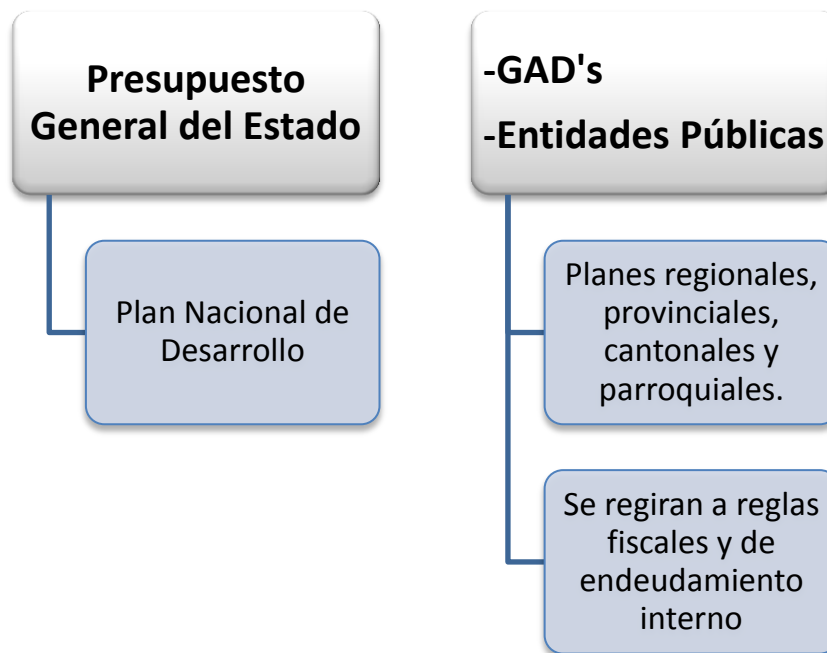 Presupuesto
General del Estado
Plan Nacional de
Desarrollo
-GAD's
-Entidades Públicas
Planes regionales,
provinciales,
cantonales y
parroquiales.
Se regiran a reglas
fiscales y de
endeudamiento
interno